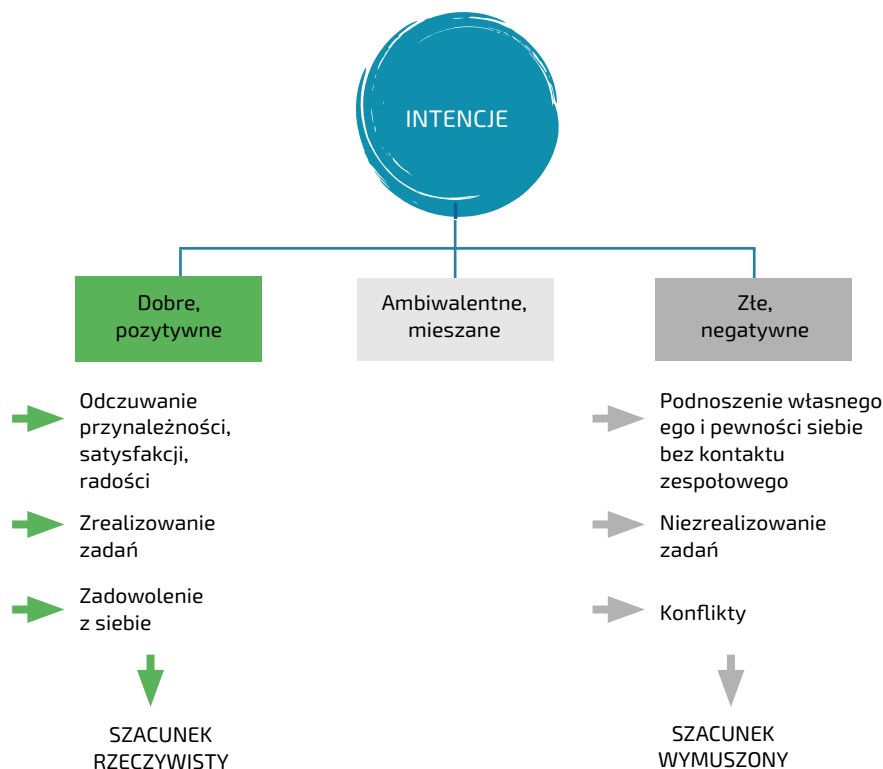 INTENCJE
Dobre,
pozytywne
Ambiwalentne,
mieszane
Złe,
negatywne
Odczuwanie
przynależności,
satysfakcji,
radości
Zrealizowanie
zadań
Zadowolenie
z siebie
SZACUNEK
RZECZYWISTY
Podnoszenie własnego
ego i pewności siebie
bez kontaktu
zespołowego
Niezrealizowanie
zadań
Konflikty
SZACUNEK
WYMUSZONY